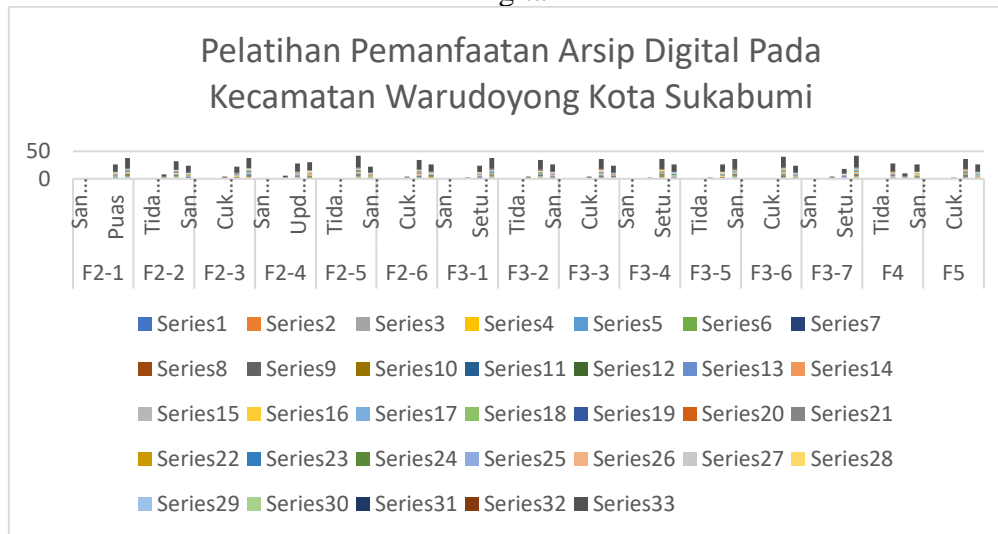 Pelatihan Pemanfaatan Arsip Digital Pada
Kecamatan Warudoyong Kota Sukabumi
50
0
San...
Puas
Tida...
San...
Cuk...
San...
Upd...
Tida...
San...
Cuk...
San...
Setu...
Tida...
San...
Cuk...
San...
Setu...
Tida...
San...
Cuk...
San...
Setu...
Tida...
San...
Cuk...
F2-1 F2-2 F2-3 F2-4 F2-5 F2-6 F3-1 F3-2 F3-3 F3-4 F3-5 F3-6 F3-7 F4 F5
Series1 Series2 Series3 Series4 Series5 Series6 Series7
Series8 Series9 Series10 Series11 Series12 Series13 Series14
Series15 Series16 Series17 Series18 Series19 Series20 Series21
Series22 Series23 Series24 Series25 Series26 Series27 Series28
Series29 Series30 Series31 Series32 Series33